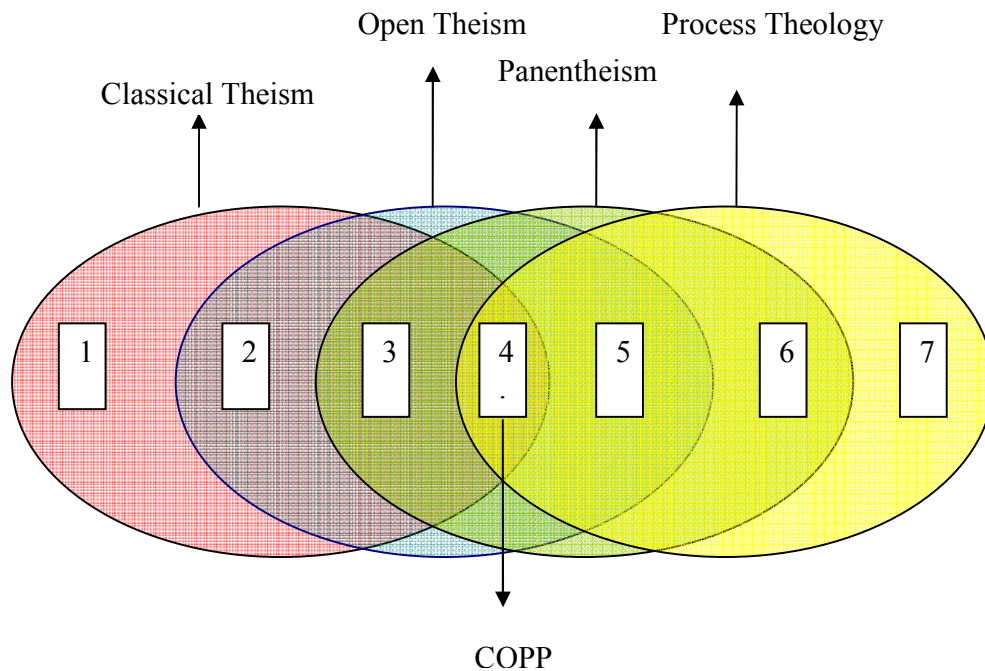 Open Theism
Process Theology
Panentheism
Classical Theism
1
2
3
4
.
5
6
7
COPP